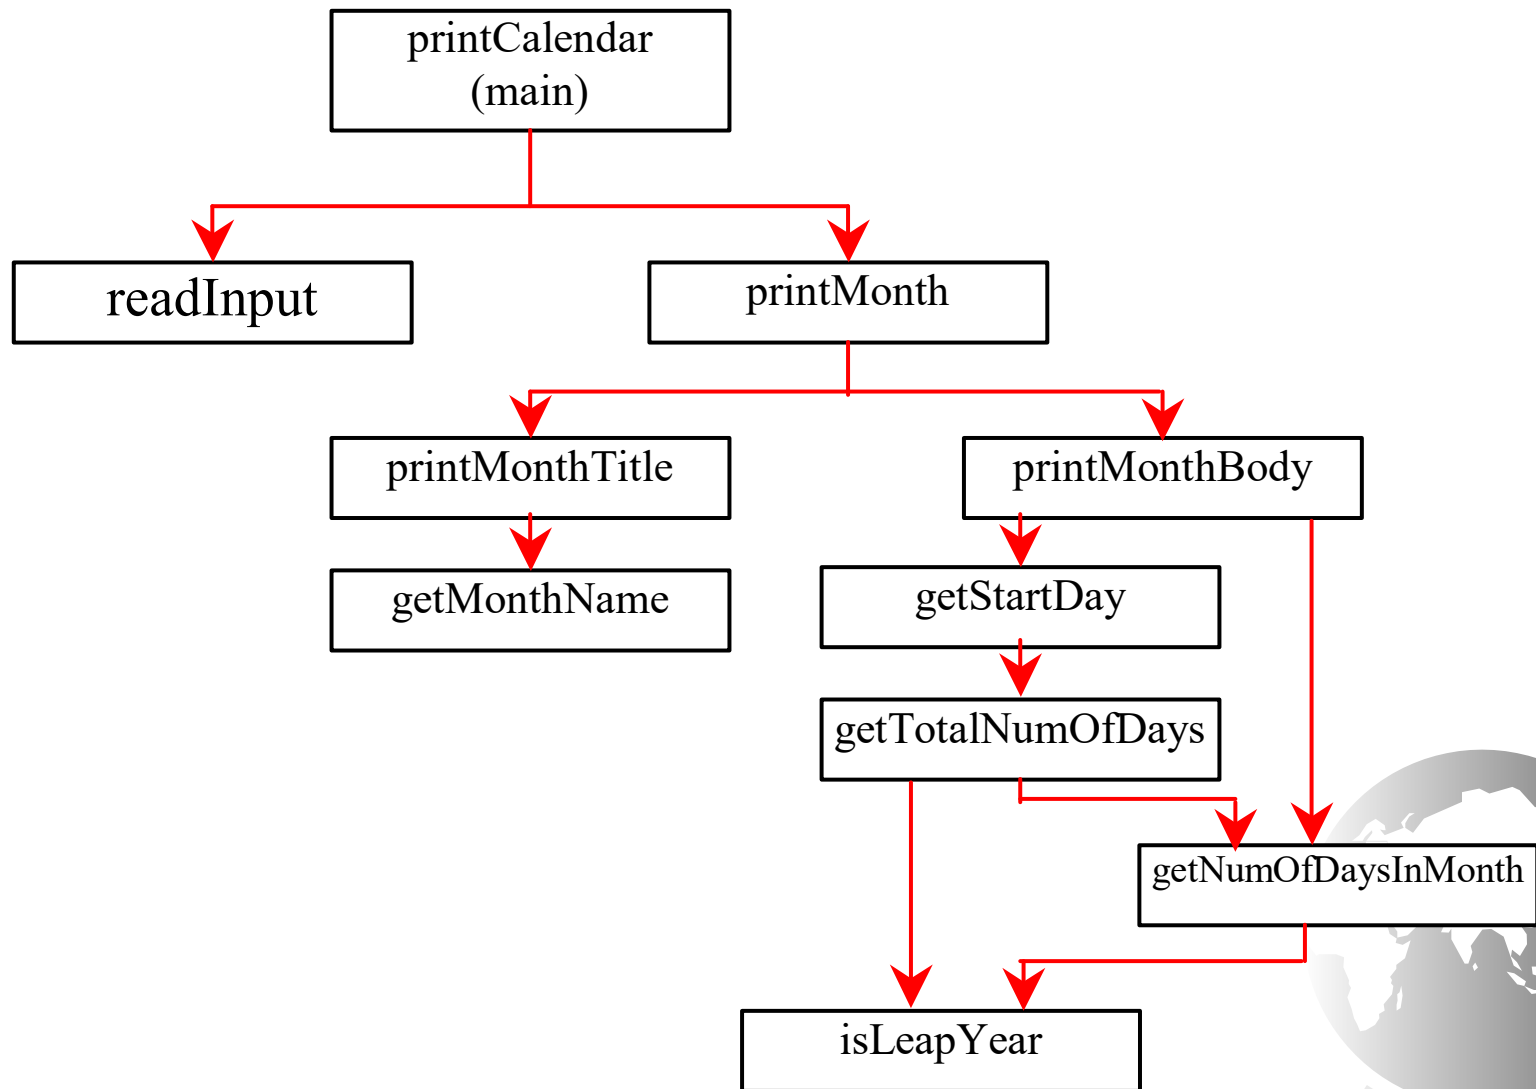 printCalendar
(main)
readInput
printMonth
printMonthTitle
printMonthBody
getMonthName
getStartDay
getTotalNumOfDays
getNumOfDaysInMonth
isLeapYear